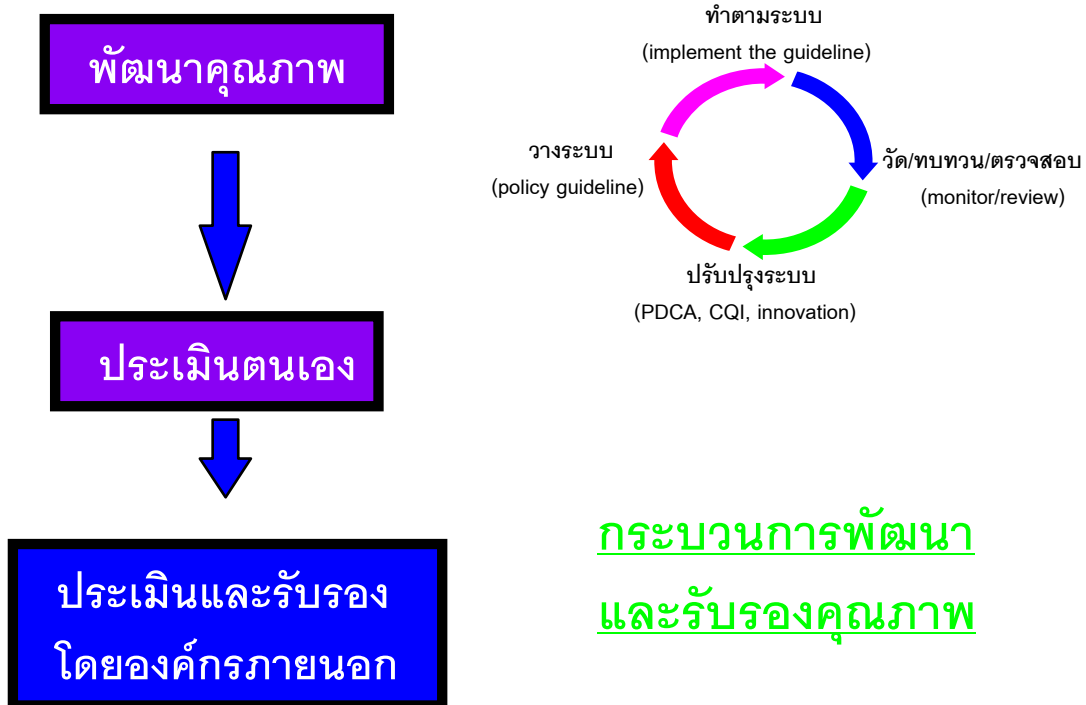 พัฒนาคุณภาพ
ประเมินตนเอง
ประเมินและรับรอง
โดยองค์กรภายนอก
ทำตามระบบ
(implement the guideline)
วัด/ทบทวน/ตรวจสอบ
(monitor/review)
ปรับปรุงระบบ
(PDCA, CQI, innovation)
วางระบบ
(policy guideline)
กระบวนการพัฒนา
และรับรองคุณภาพ